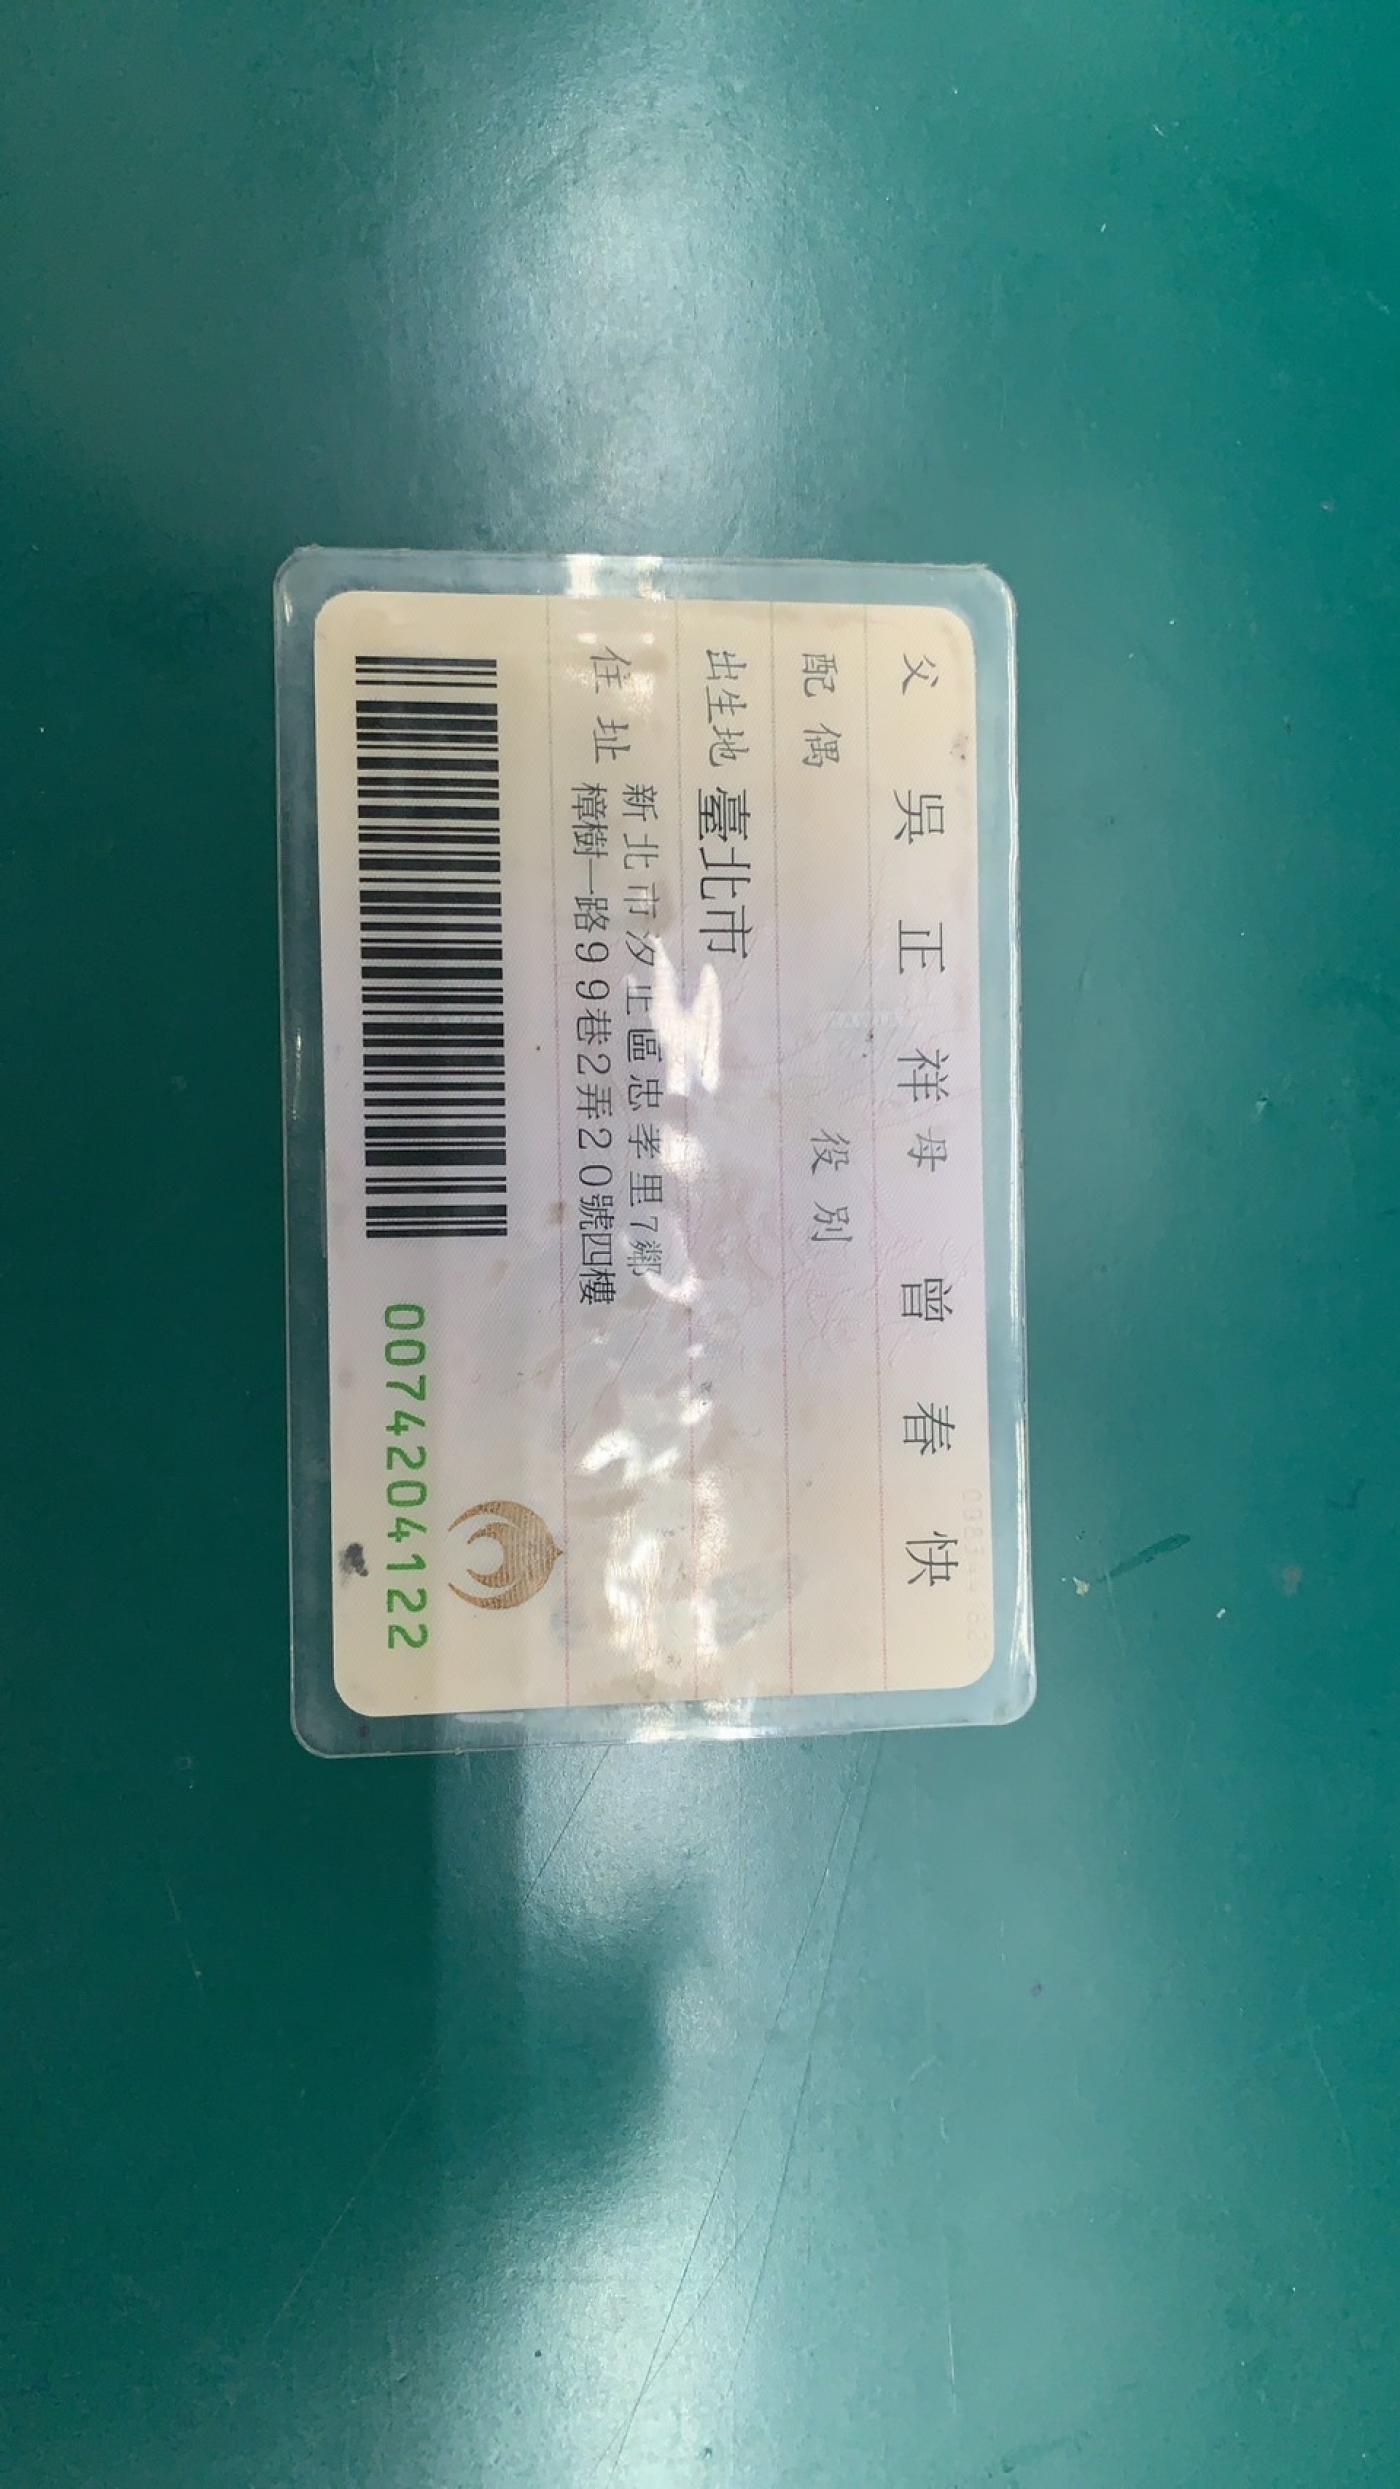 父 吳正祥 母 曾春快
配偶 役別
出生地 臺北市
住址 新北市汐止區忠孝里7鄰
樟樹一路99巷2弄20號四樓
0074204122